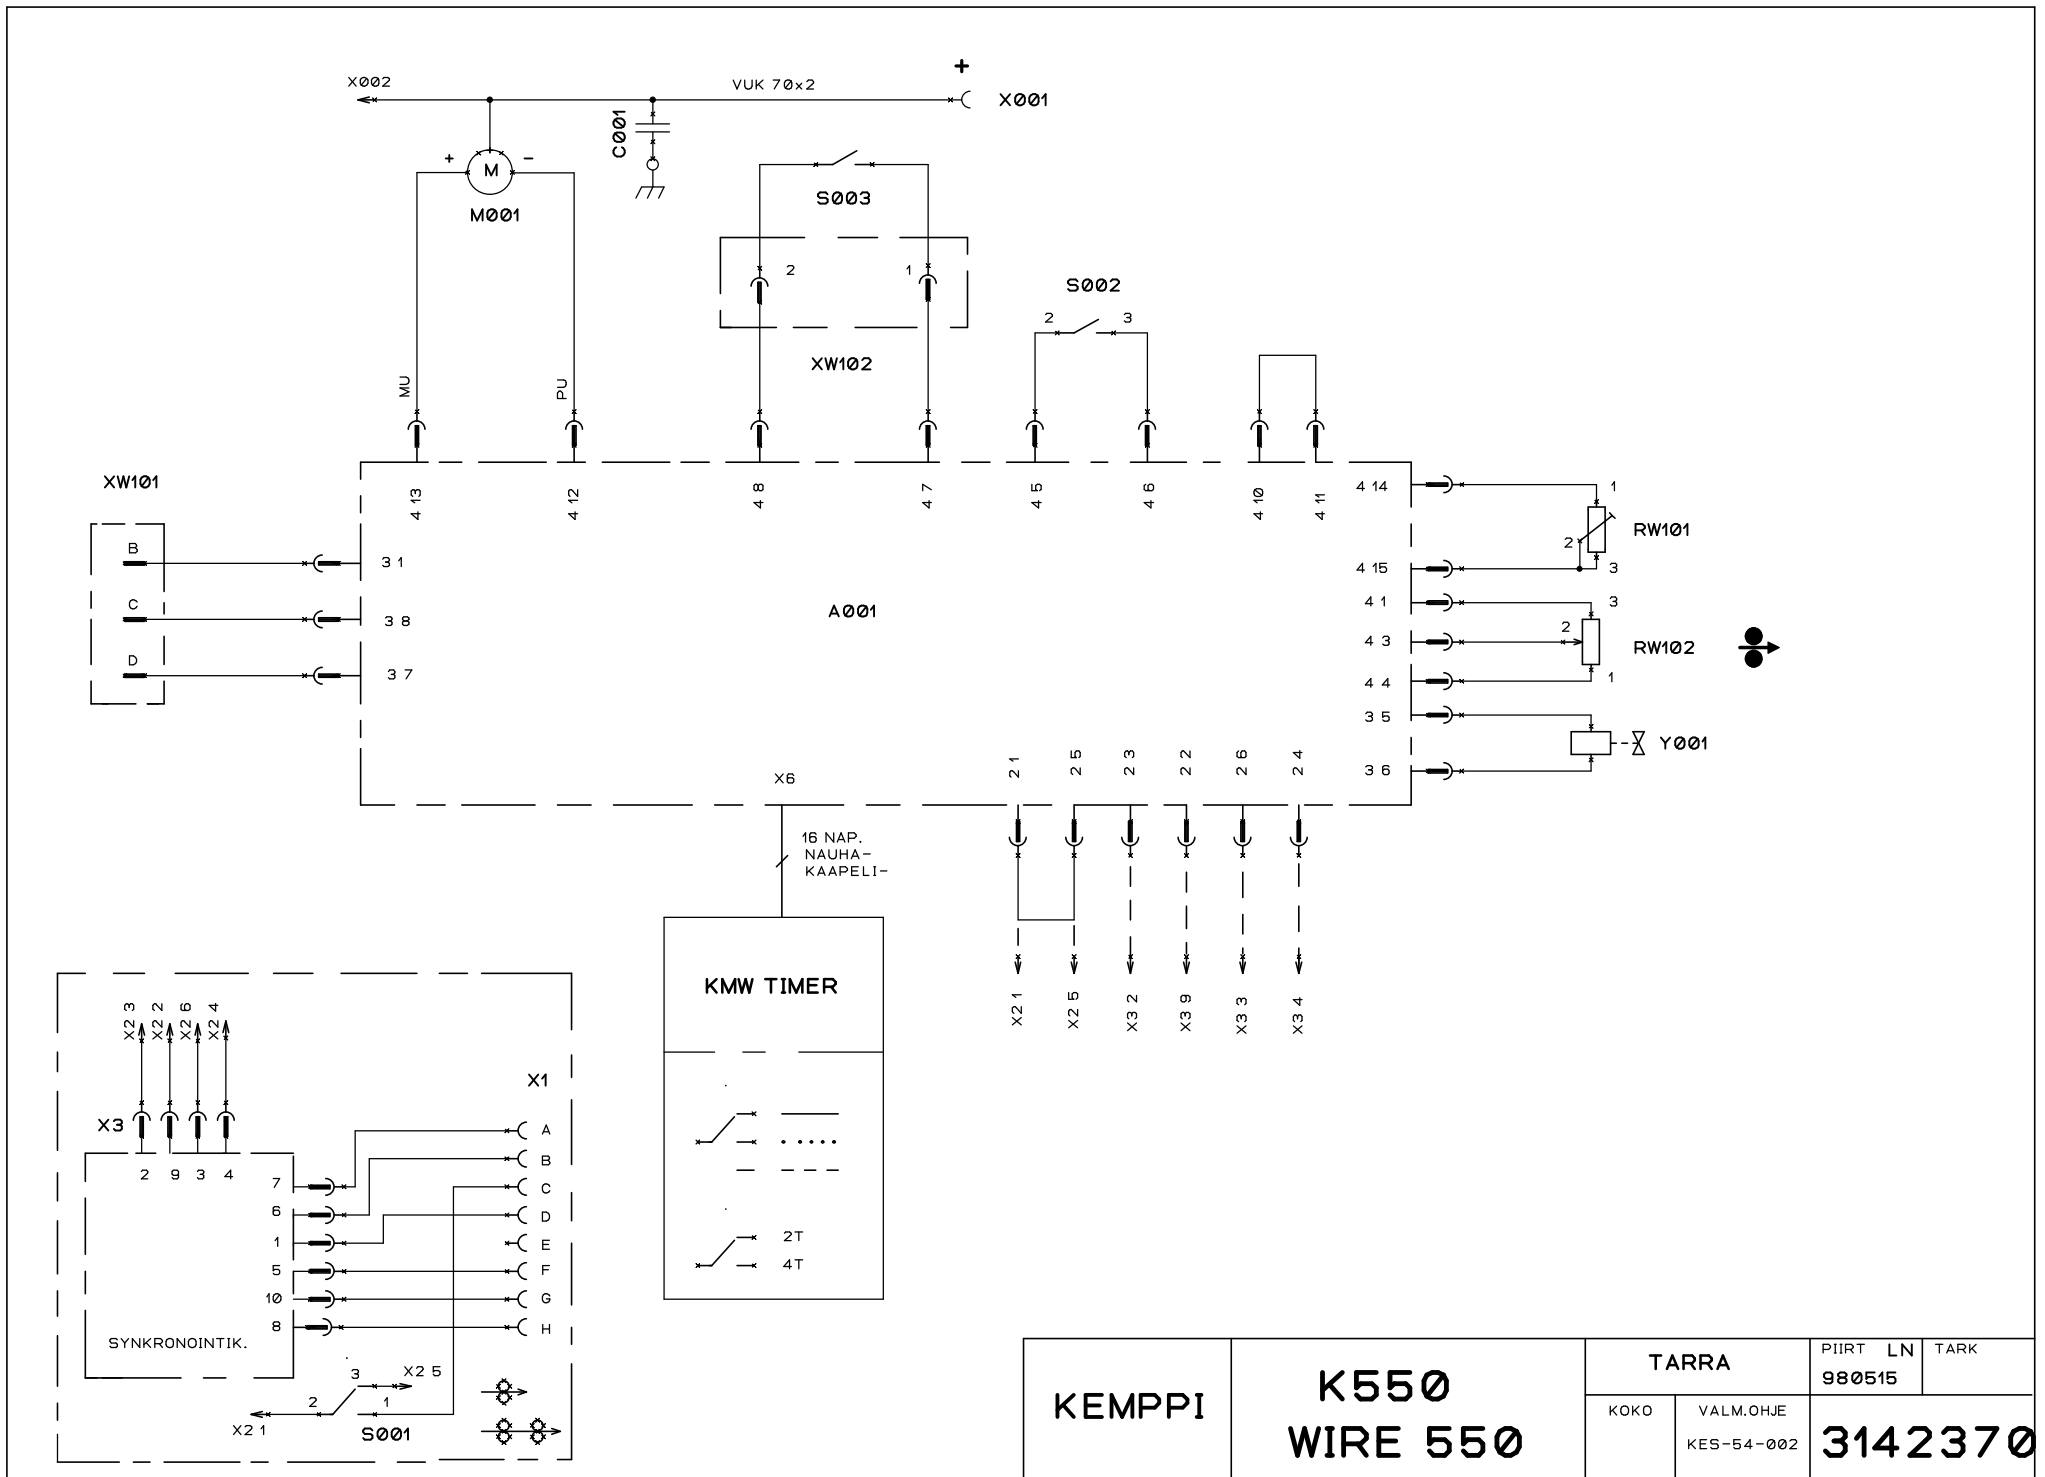 X002
VUK 70x2
+
X001
C001
+ M −
M001
S003
2 1
XW102
S002
2 3
MU
PU
XW101
B
C
D
4 13
4 12
4 8
4 7
4 5
4 6
4 10
4 11
4 14
4 15
4 1
4 3
4 4
3 5
3 6
3 1
3 8
3 7
A001
1
2
3
RW101
3
2
1
RW102
Y001
X6
2 1
2 5
2 3
2 2
2 6
2 4
16 NAP.
NAUHA-
KAAPELI-
X2 1
X2 5
X3 2
X3 9
X3 3
X3 4
KMW TIMER
2T
4T
X2 3
X2 2
X2 6
X2 4
X3
2 9 3 4
7
6
1
5
10
8
SYNKRONOINTIK.
X1
A
B
C
D
E
F
G
H
3
X2 5
2
1
X2 1
S001
KEMPPI
K550
WIRE 550
TARRA
PIIRT LN
980515
TARK
KOKO
VALM.OHJE
KES-54-002
3142370